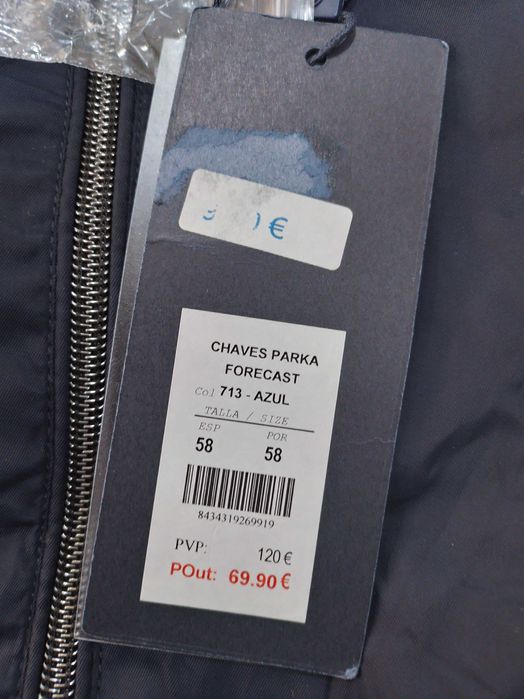 €
CHAVES PARKA
FORECAST
Col 713 - AZUL
TALLA / SIZE
ESP POR
58 58
8434319269919
PVP: 120 €
POut: 69.90 €